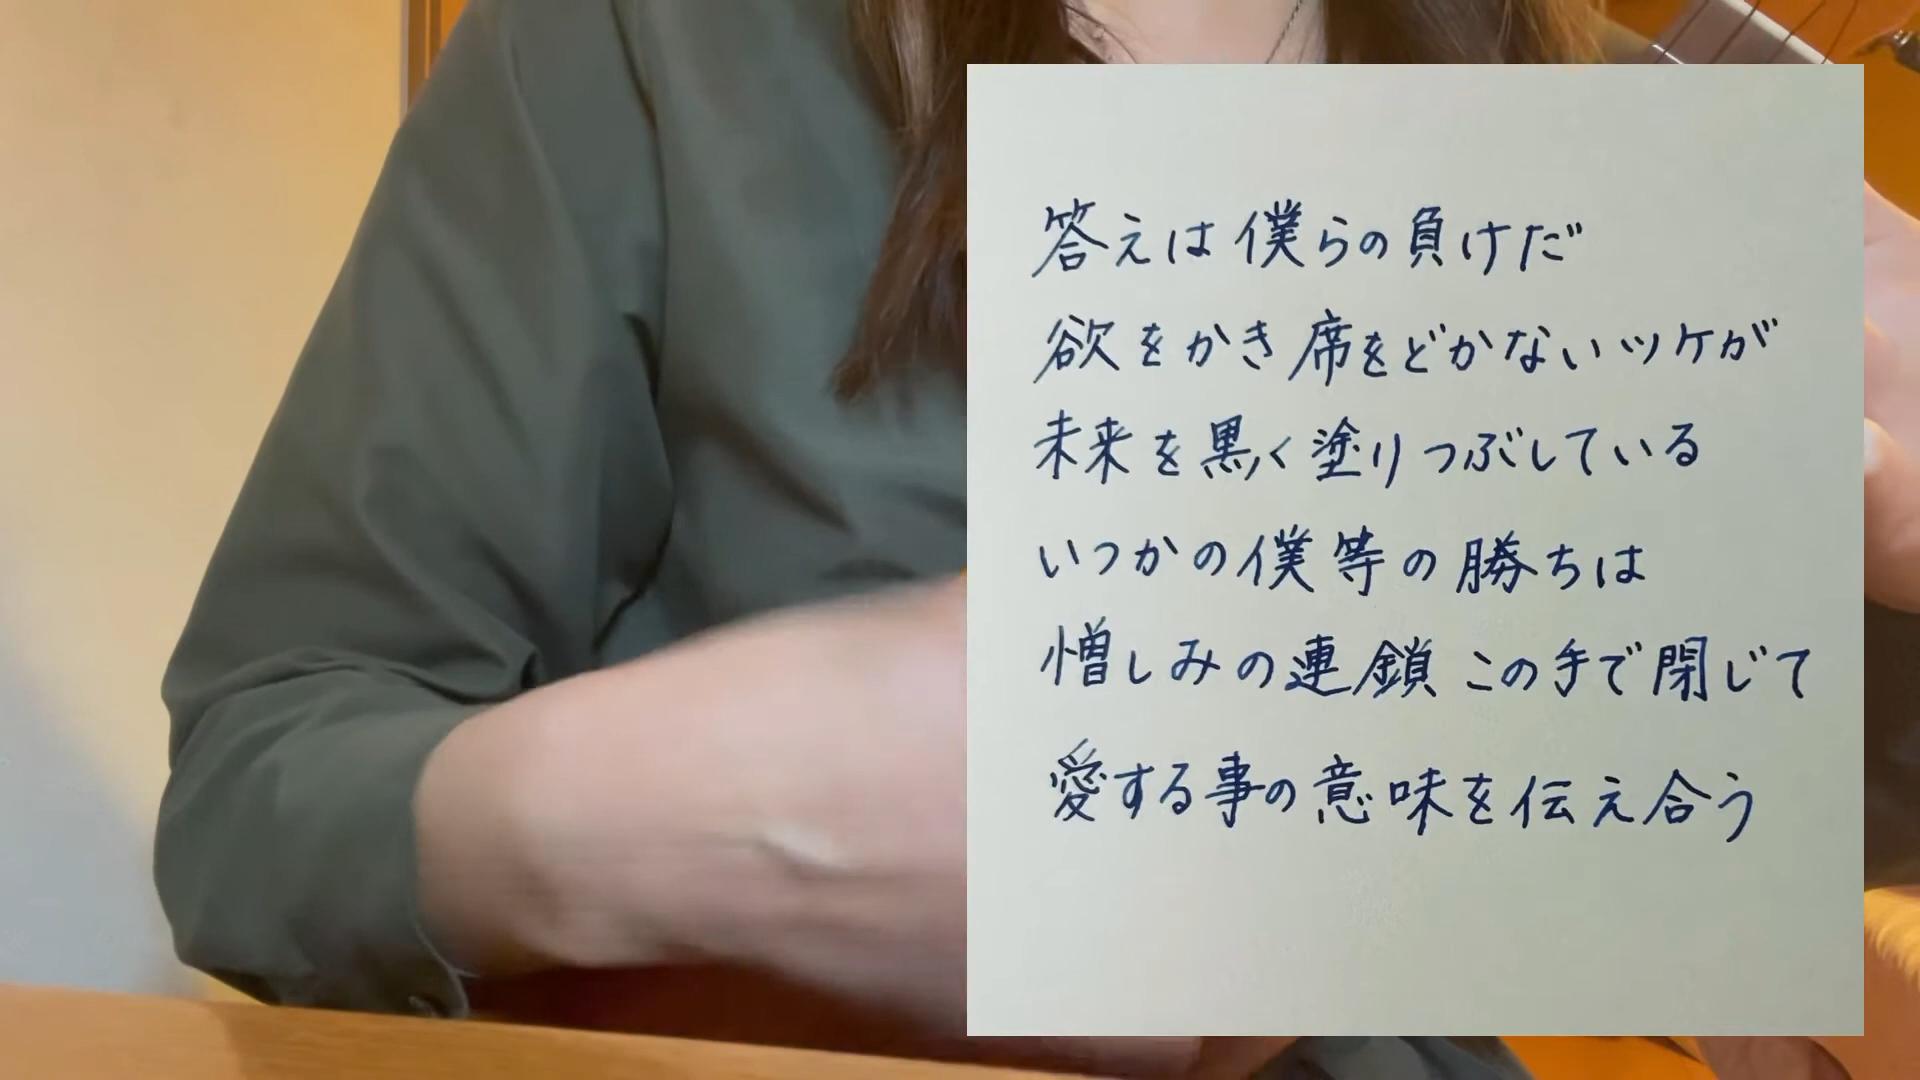 答えは僕らの負けだ
欲をかき席をどかないツケが
未来を黒く塗りつぶしている
いつかの僕等の勝ちは
憎しみの連鎖 この手で閉じて
愛する事の意味を伝え合う